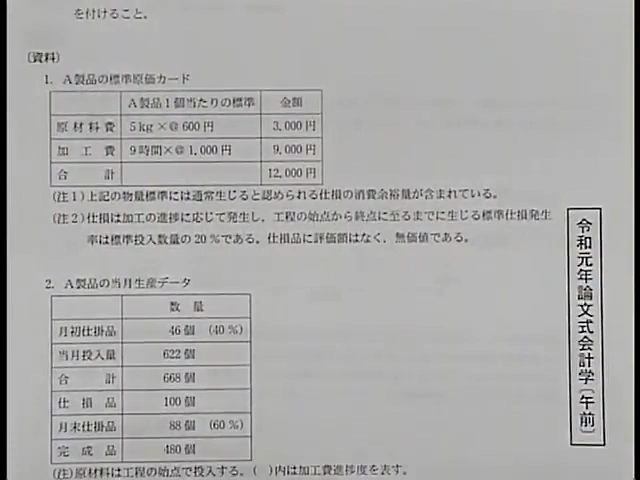 を付けること。
〔資料〕
1. A製品の標準原価カード
A製品1個当たりの標準 金額
原材料費 5kg×@600円 3,000円
加工費 9時間×@1,000円 9,000円
合計 12,000円
(注1)上記の物量標準には通常生じると認められる仕損の消費余裕量が含まれている。
(注2)仕損は加工の進捗に応じて発生し、工程の始点から終点に至るまでに生じる標準仕損発生
率は標準投入数量の20%である。仕損品に評価額はなく、無価値である。
2. A製品の当月生産データ
数量
月初仕掛品 46個 (40%)
当月投入量 622個
合計 668個
仕損品 100個
月末仕掛品 88個 (60%)
完成品 480個
(注)原材料は工程の始点で投入する。( )内は加工費進捗度を表す。
令和元年論文式会計学〔午前〕